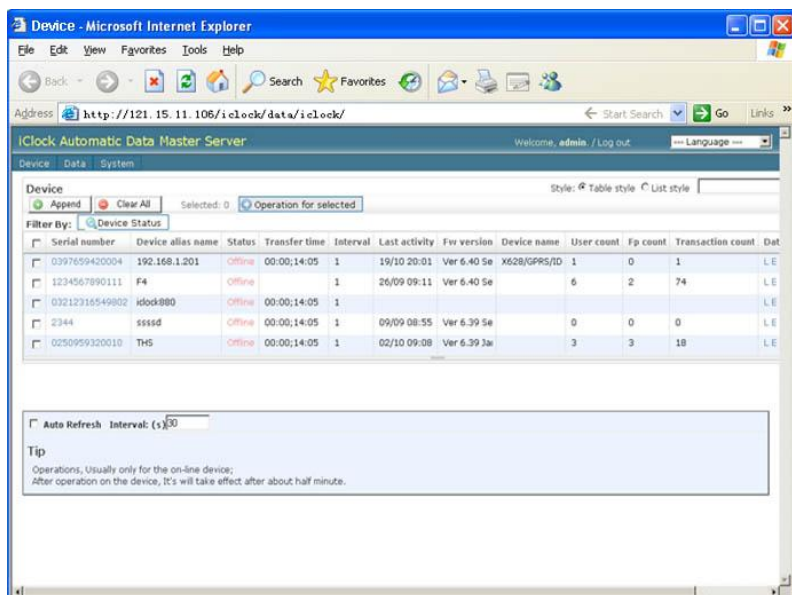 Device - Microsoft Internet Explorer
File Edit View Favorites Tools Help
Back Search Favorites
Address http://121.15.11.106/iclock/data/iclock/ Start Search Go Links »
iClock Automatic Data Master Server Welcome, admin. / Log out --- Language ---
Device Data System
Device Style: Table style List style
Append Clear All Selected: 0 Operation for selected
Filter By: Device Status
Serial number Device alias name Status Transfer time Interval Last activity Fw version Device name User count Fp count Transaction count Dat
0397659420004 192.168.1.201 Offline 00:00;14:05 1 19/10 20:01 Ver 6.40 Se X628/GPRS/ID 1 0 1 L E
1234567890111 F4 Offline 1 26/09 09:11 Ver 6.40 Se 6 2 74 L E
03212316549802 iclock880 Offline 00:00;14:05 1 L E
2344 ssssd Offline 00:00;14:05 1 09/09 08:55 Ver 6.39 Se 0 0 0 L E
0250959320010 THS Offline 00:00;14:05 1 02/10 09:08 Ver 6.39 Jai 3 3 18 L E
Auto Refresh Interval: (s) 30
Tip
Operations, Usually only for the on-line device;
After operation on the device, It's will take effect after about half minute.